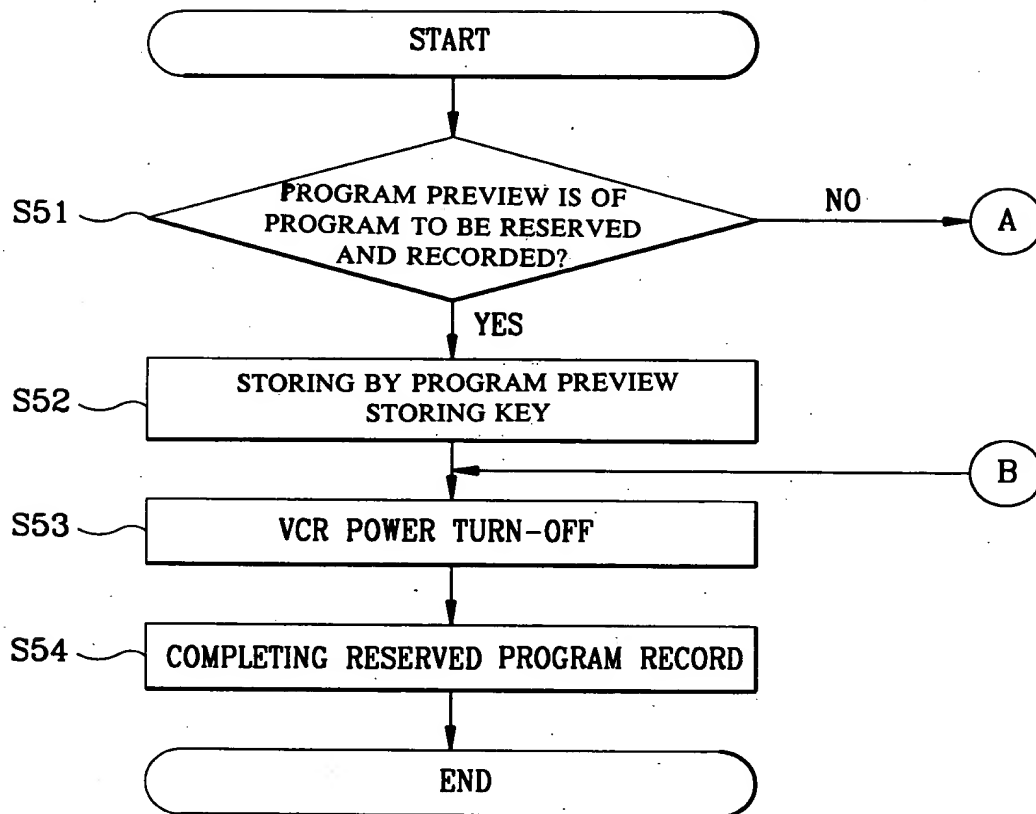 START
S51
PROGRAM PREVIEW IS OF
PROGRAM TO BE RESERVED
AND RECORDED?
NO
A
YES
S52
STORING BY PROGRAM PREVIEW
STORING KEY
B
S53
VCR POWER TURN-OFF
S54
COMPLETING RESERVED PROGRAM RECORD
END